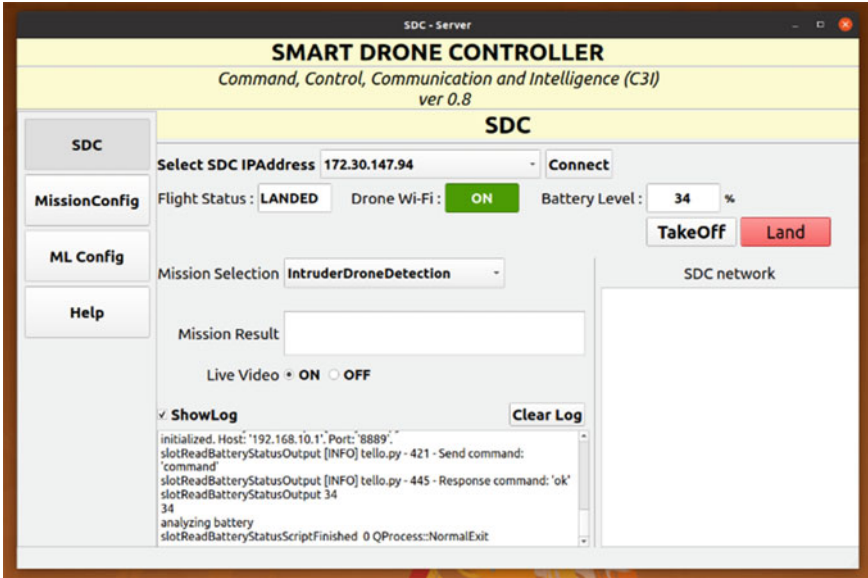 SDC - Server
SMART DRONE CONTROLLER
Command, Control, Communication and Intelligence (C3I)
ver 0.8
SDC
SDC
MissionConfig
ML Config
Help
Select SDC IPAddress 172.30.147.94 Connect
Flight Status : LANDED Drone Wi-Fi : ON Battery Level : 34 %
TakeOff Land
Mission Selection IntruderDroneDetection
SDC network
Mission Result
Live Video ON OFF
ShowLog Clear Log
initialized. Host: '192.168.10.1'. Port: '8889'.
slotReadBatteryStatusOutput [INFO] tello.py - 421 - Send command:
'command'
slotReadBatteryStatusOutput [INFO] tello.py - 445 - Response command: 'ok'
slotReadBatteryStatusOutput 34
34
analyzing battery
slotReadBatteryStatusScriptFinished 0 QProcess::NormalExit